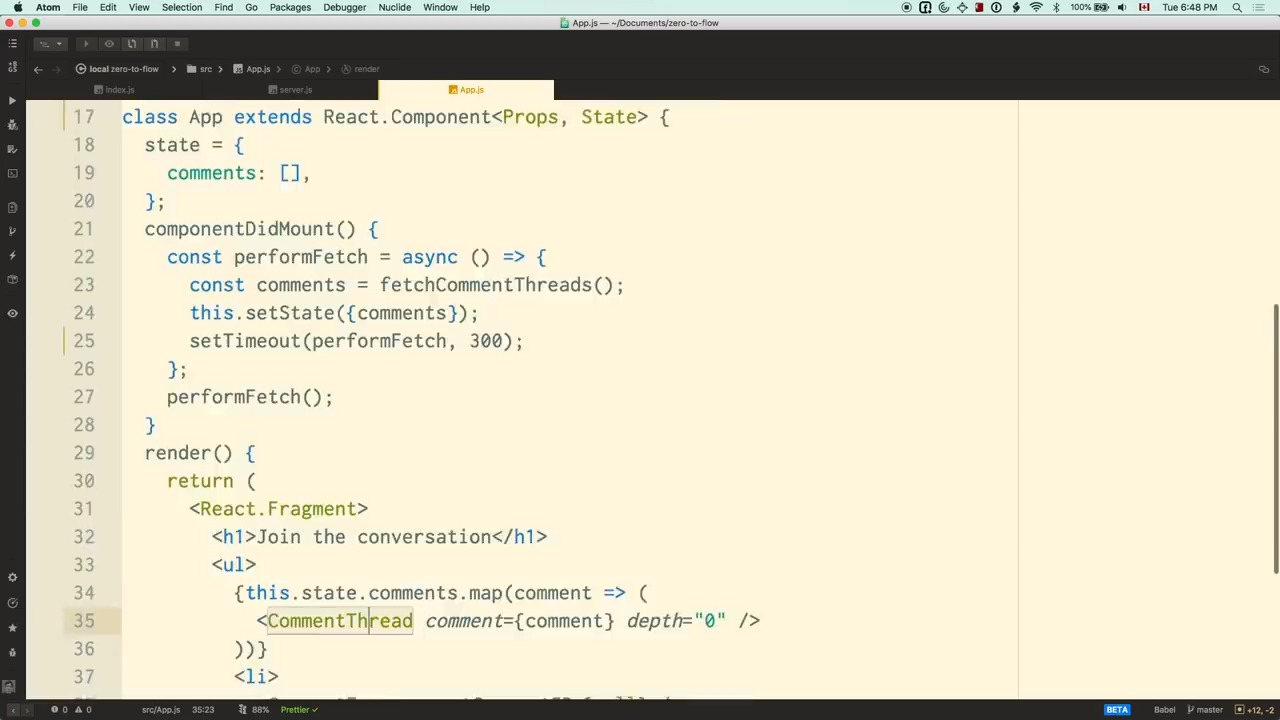 Atom File Edit View Selection Find Go Packages Debugger Nuclide Window Help 100% Tue 6:48 PM
App.js — ~/Documents/zero-to-flow
local zero-to-flow src App.js App render
index.js server.js App.js
17 class App extends React.Component<Props, State> {
18 state = {
19 comments: [],
20 };
21 componentDidMount() {
22 const performFetch = async () => {
23 const comments = fetchCommentThreads();
24 this.setState({comments});
25 setTimeout(performFetch, 300);
26 };
27 performFetch();
28 }
29 render() {
30 return (
31 <React.Fragment>
32 <h1>Join the conversation</h1>
33 <ul>
34 {this.state.comments.map(comment => (
35 <CommentThread comment={comment} depth="0" />
36 ))}
37 <li>
0 0 src/App.js 35:23 88% Prettier ✓ BETA Babel master +12, -2